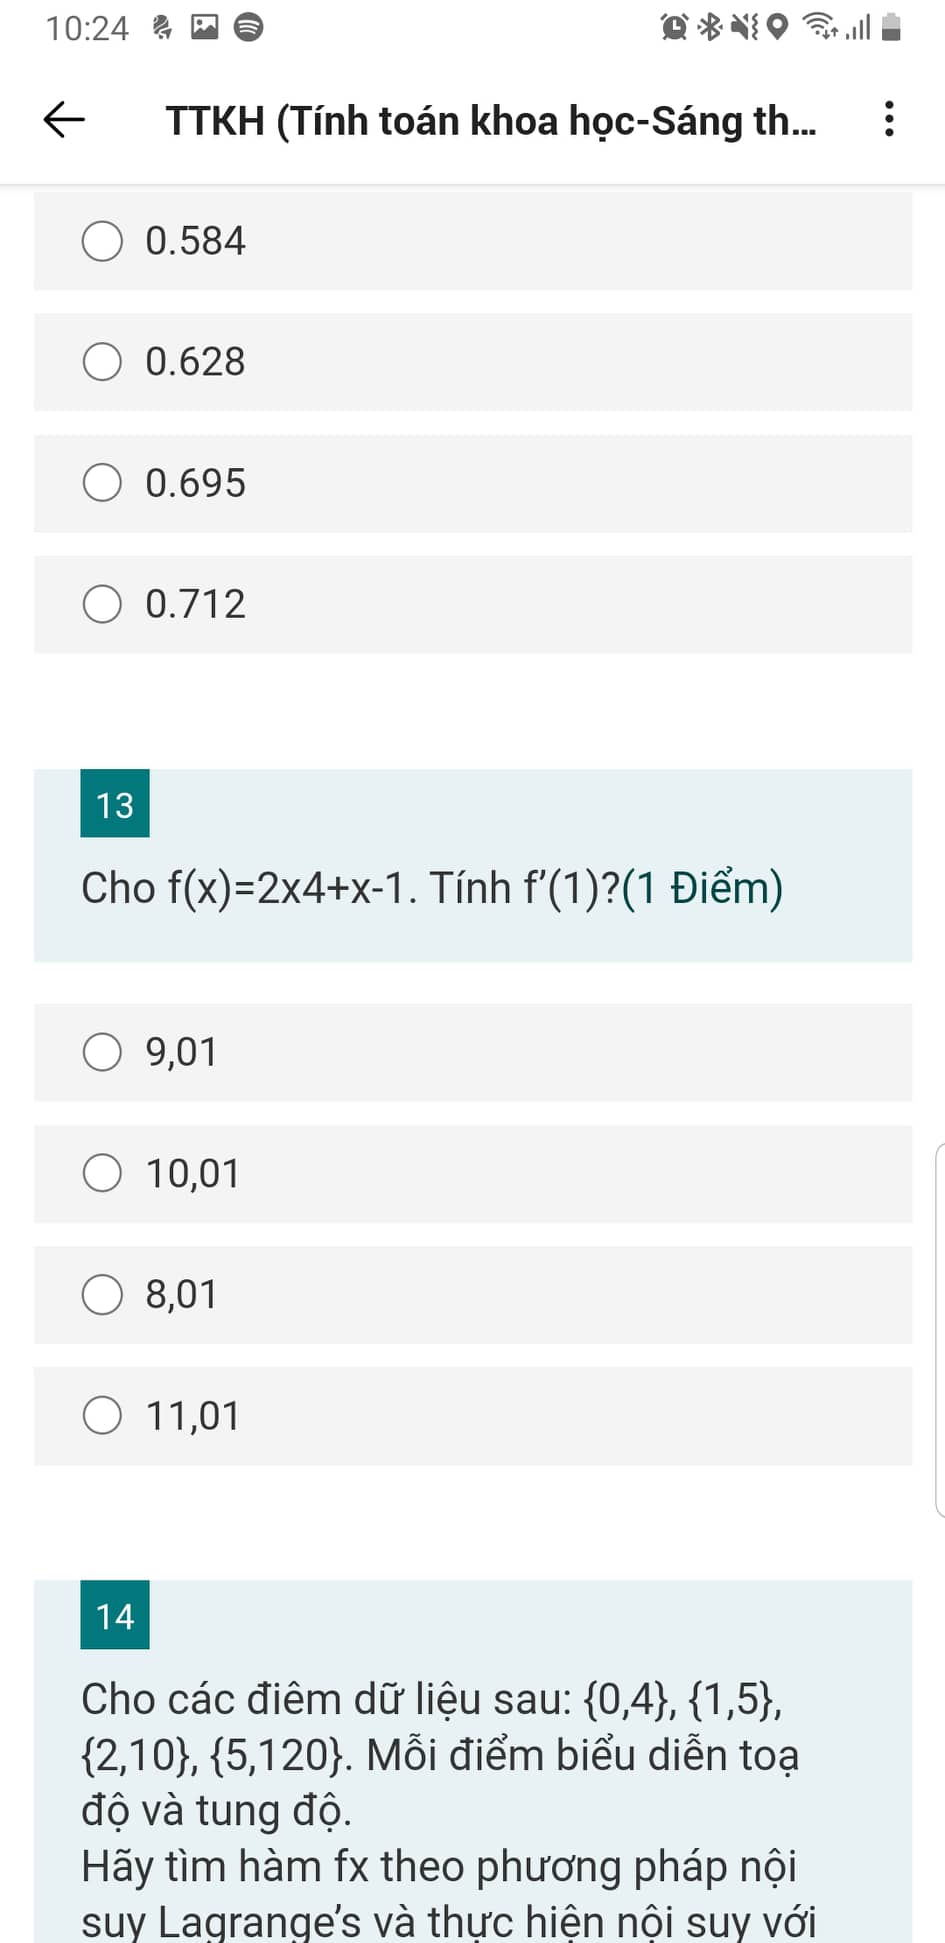 10:24
TTKH (Tính toán khoa học-Sáng th...
0.584
0.628
0.695
0.712
13
Cho f(x)=2x4+x-1. Tính f'(1)?(1 Điểm)
9,01
10,01
8,01
11,01
14
Cho các điêm dữ liệu sau: {0,4}, {1,5},
{2,10}, {5,120}. Mỗi điểm biểu diễn toạ
độ và tung độ.
Hãy tìm hàm fx theo phương pháp nội
suy Lagrange's và thực hiện nội suy với